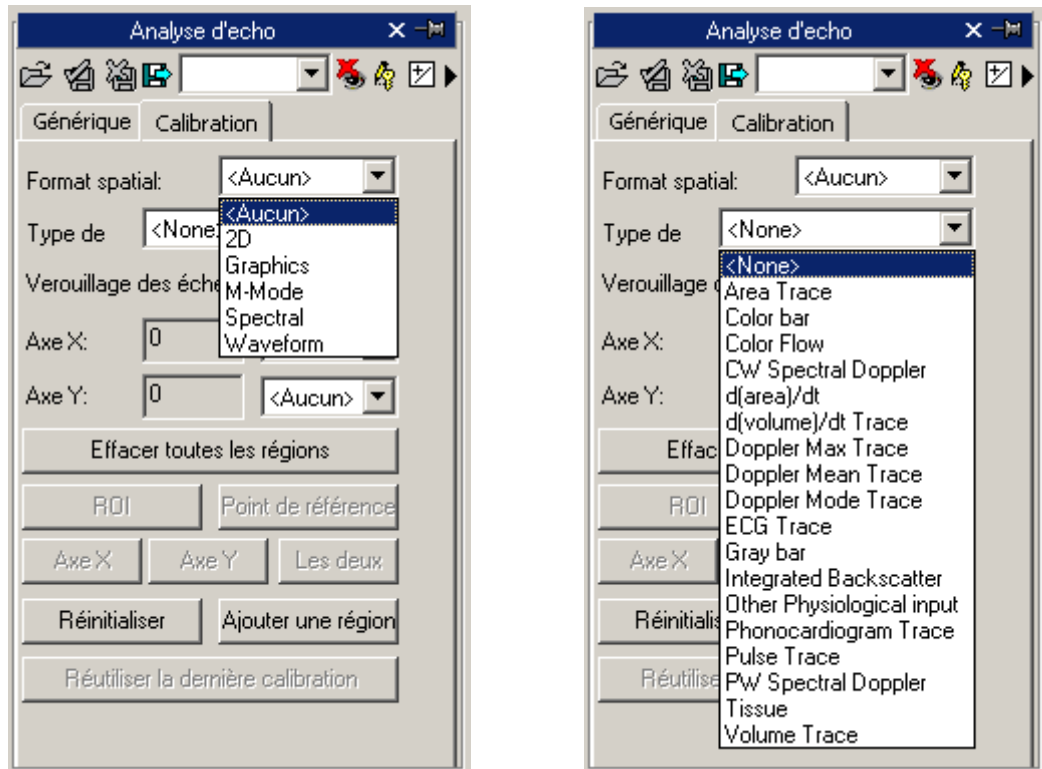 Analyse d'echo
Générique Calibration
Format spatial: <Aucun>
<Aucun>
Type de <None>
2D
Graphics
Verouillage des éche
M-Mode
Spectral
Axe X: 0
Waveform
Axe Y: 0 <Aucun>
Effacer toutes les régions
ROI Point de référence
Axe X Axe Y Les deux
Réinitialiser Ajouter une région
Réutiliser la dernière calibration
Analyse d'echo
Générique Calibration
Format spatial: <Aucun>
Type de <None>
<None>
Verouillage
Area Trace
Color bar
Axe X:
Color Flow
CW Spectral Doppler
Axe Y:
d(area)/dt
d(volume)/dt Trace
Effac
Doppler Max Trace
Doppler Mean Trace
ROI
Doppler Mode Trace
ECG Trace
Axe X
Gray bar
Integrated Backscatter
Other Physiological input
Réinitialis
Phonocardiogram Trace
Pulse Trace
Réutilise
PW Spectral Doppler
Tissue
Volume Trace